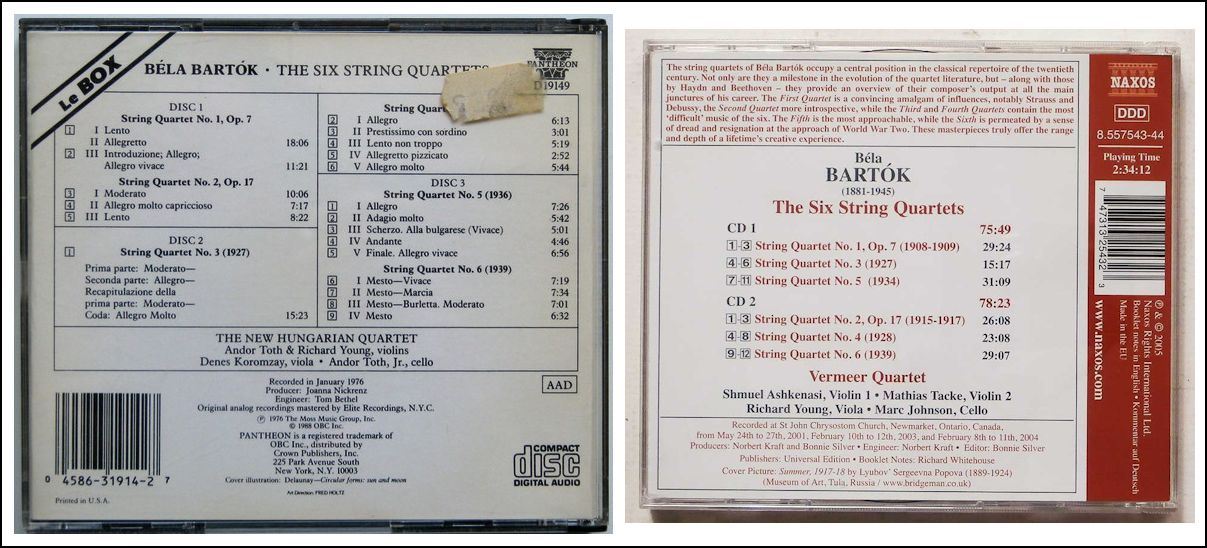 Le BOX
BÉLA BARTÓK · THE SIX STRING QUARTETS
PANTHEON
D19149
DISC 1
String Quartet No. 1, Op. 7
1 I Lento
II Allegretto 18:06
2 III Introduzione; Allegro;
Allegro vivace 11:21
String Quartet No. 2, Op. 17
3 I Moderato 10:06
4 II Allegro molto capriccioso 7:17
5 III Lento 8:22
DISC 2
1 String Quartet No. 3 (1927)
Prima parte: Moderato—
Seconda parte: Allegro—
Recapitulazione della
prima parte: Moderato—
Coda: Allegro Molto 15:23
String
2 I Allegro 6:13
3 II Prestissimo con sordino 3:01
4 III Lento non troppo 5:19
5 IV Allegretto pizzicato 2:52
6 V Allegro molto 5:44
DISC 3
String Quartet No. 5 (1936)
1 I Allegro 7:26
2 II Adagio molto 5:42
3 III Scherzo. Alla bulgarese (Vivace) 5:01
4 IV Andante 4:46
5 V Finale. Allegro vivace 6:56
String Quartet No. 6 (1939)
6 I Mesto—Vivace 7:19
7 II Mesto—Marcia 7:34
8 III Mesto—Burletta. Moderato 7:01
9 IV Mesto 6:32
THE NEW HUNGARIAN QUARTET
Andor Toth & Richard Young, violins
Denes Koromzay, viola • Andor Toth, Jr., cello
Recorded in January 1976
Producer: Joanna Nickrenz
Engineer: Tom Bethel
Original analog recordings mastered by Elite Recordings, N.Y.C.
℗ 1976 The Moss Music Group, Inc.
© 1988 OBC Inc.
PANTHEON is a registered trademark of
OBC Inc., distributed by
Crown Publishers, Inc.
225 Park Avenue South
New York, N.Y. 10003
Cover illustration: Delaunay—Circular forms: sun and moon
Art Direction: FRED HOLTZ
AAD
COMPACT
disc
DIGITAL AUDIO
0 4586-31914-2 7
Printed in U.S.A.
The string quartets of Béla Bartók occupy a central position in the classical repertoire of the twentieth
century. Not only are they a milestone in the evolution of the quartet literature, but – along with those
by Haydn and Beethoven – they provide an overview of their composer's output at all the main
junctures of his career. The First Quartet is a convincing amalgam of influences, notably Strauss and
Debussy, the Second Quartet more introspective, while the Third and Fourth Quartets contain the most
'difficult' music of the six. The Fifth is the most approachable, while the Sixth is permeated by a sense
of dread and resignation at the approach of World War Two. These masterpieces truly offer the range
and depth of a lifetime's creative experience.
Béla
BARTÓK
(1881-1945)
The Six String Quartets
CD 1 75:49
1-3 String Quartet No. 1, Op. 7 (1908-1909) 29:24
4-6 String Quartet No. 3 (1927) 15:17
7-11 String Quartet No. 5 (1934) 31:09
CD 2 78:23
1-3 String Quartet No. 2, Op. 17 (1915-1917) 26:08
4-8 String Quartet No. 4 (1928) 23:08
9-12 String Quartet No. 6 (1939) 29:07
Vermeer Quartet
Shmuel Ashkenasi, Violin 1 • Mathias Tacke, Violin 2
Richard Young, Viola • Marc Johnson, Cello
Recorded at St John Chrysostom Church, Newmarket, Ontario, Canada,
from May 24th to 27th, 2001, February 10th to 12th, 2003, and February 8th to 11th, 2004
Producers: Norbert Kraft and Bonnie Silver • Engineer: Norbert Kraft • Editor: Bonnie Silver
Publishers: Universal Edition • Booklet Notes: Richard Whitehouse
Cover Picture: Summer, 1917-18 by Lyubov' Sergeevna Popova (1889-1924)
(Museum of Art, Tula, Russia / www.bridgeman.co.uk)
NAXOS
DDD
8.557543-44
Playing Time
2:34:12
7 47313 25432 3
℗ & © 2005
Naxos Rights International Ltd.
Booklet notes in English • Kommentar auf Deutsch
Made in the EU
www.naxos.com